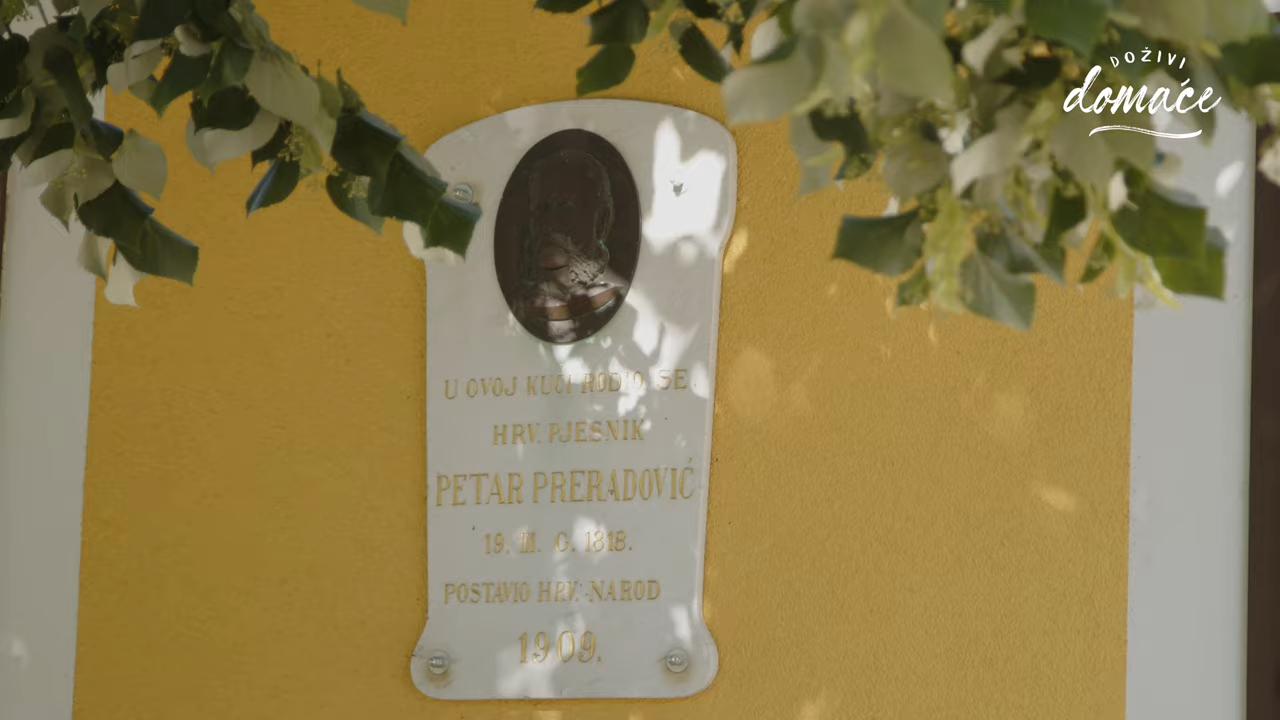 DOŽIVI
domaće
U OVOJ KUĆI RODIO SE
HRV. PJESNIK
PETAR PRERADOVIĆ
19. III. G. 1818.
POSTAVIO HRV. NAROD
1909.